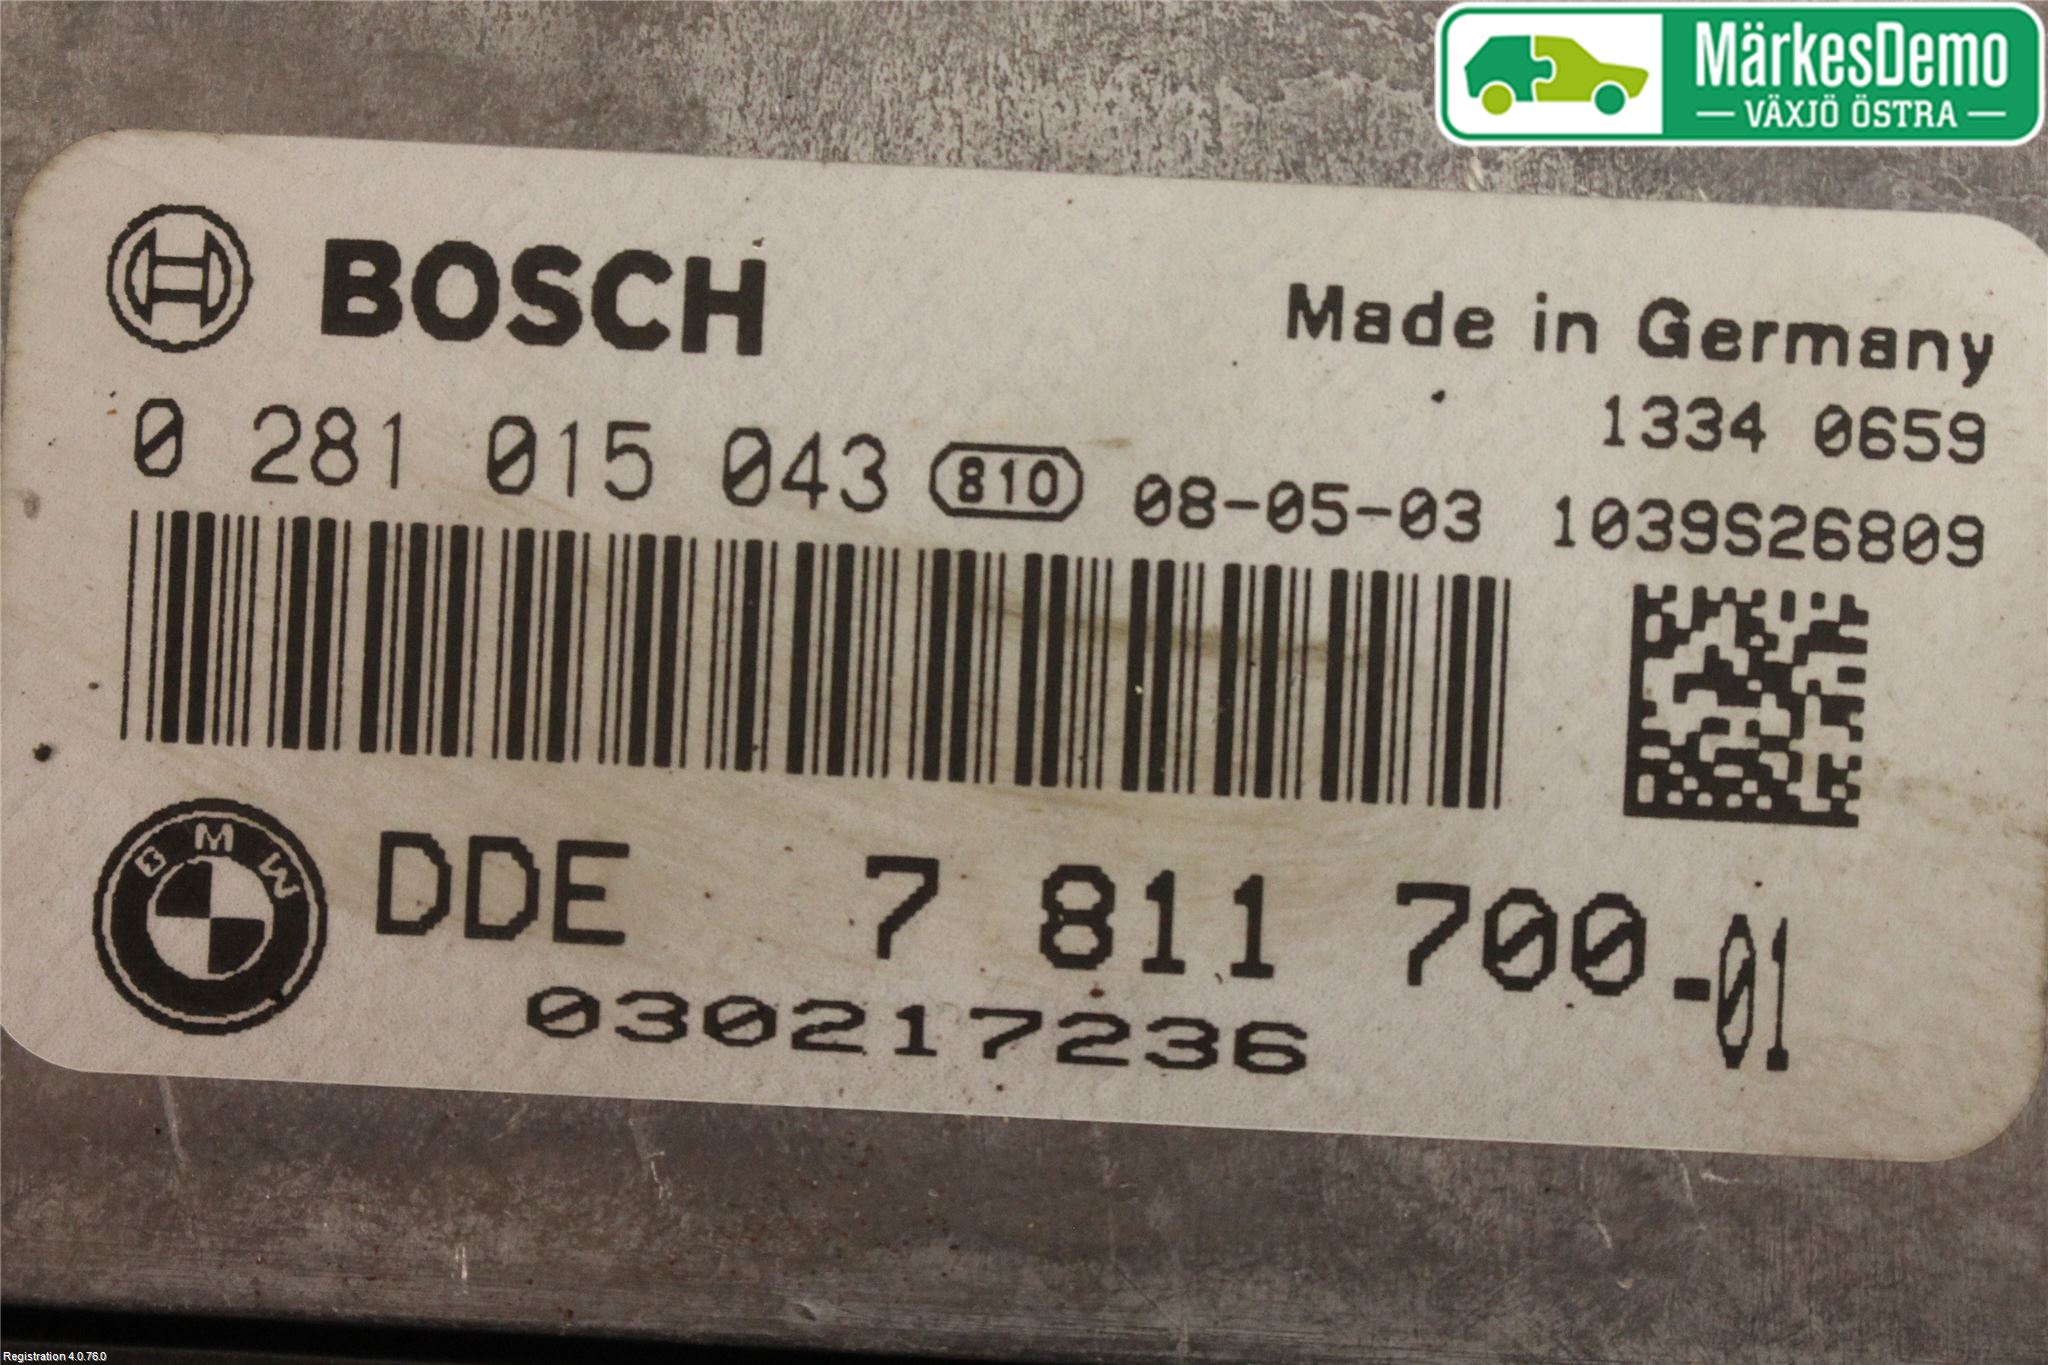 MärkesDemo
VÄXJÖ ÖSTRA
BOSCH
Made in Germany
1334 0659
0 281 015 043 810 08-05-03 1039S26809
BMW
DDE 7 811 700-01
030217236
Registration 4.0.76.0